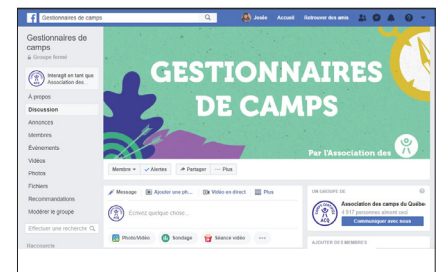 Gestionnaires de camps
Josée
Accueil
Retrouver des amis
Gestionnaires de
camps
Groupe fermé
Interagit en tant que
Association des...
À propos
Discussion
Annonces
Membres
Évènements
Vidéos
Photos
Fichiers
Recommandations
Modérer le groupe
Effectuer une recherche
GESTIONNAIRES
DE CAMPS
Par l'Association des
Membre
Alertes
Partager
... Plus
Message
Ajouter une ph...
Vidéo en direct
Plus
Écrivez quelque chose...
Photo/Vidéo
Sondage
Séance vidéo
UN GROUPE DE
Association des camps du Québe
4 517 personnes aiment ceci
Communiquer avec nous
AJOUTER DES MEMBRES